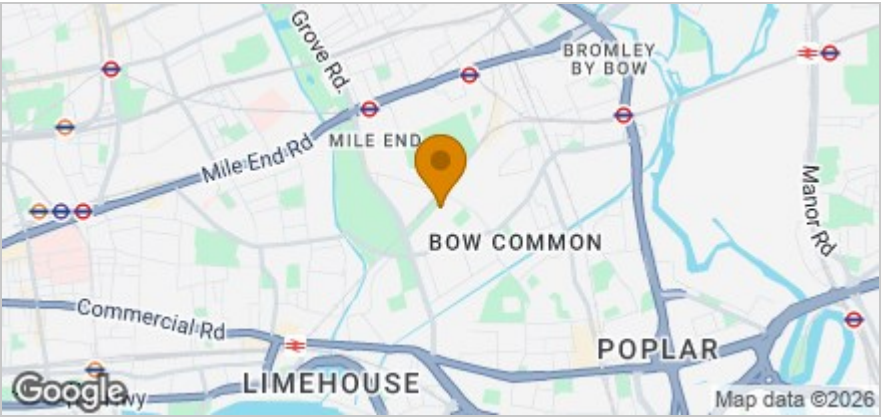 Grove Rd.
BROMLEY
BY BOW
MILE END
Mile End Rd
Manor Rd
BOW COMMON
Commercial Rd
POPLAR
LIMEHOUSE
Google
Map data ©2026